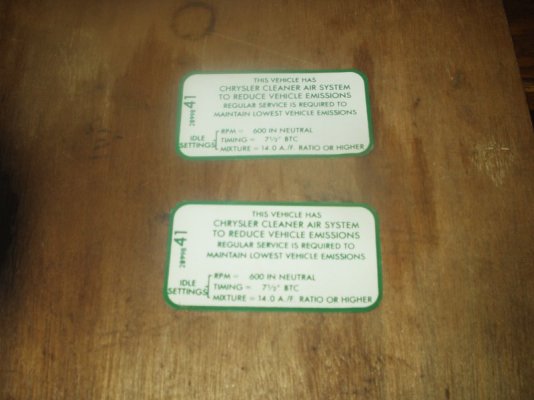 THIS VEHICLE HAS
CHRYSLER CLEANER AIR SYSTEM
TO REDUCE VEHICLE EMISSIONS
REGULAR SERVICE IS REQUIRED TO
MAINTAIN LOWEST VEHICLE EMISSIONS
2899841
IDLE SETTINGS
RPM = 600 IN NEUTRAL
TIMING = 7½° BTC
MIXTURE = 14.0 A./F. RATIO OR HIGHER
THIS VEHICLE HAS
CHRYSLER CLEANER AIR SYSTEM
TO REDUCE VEHICLE EMISSIONS
REGULAR SERVICE IS REQUIRED TO
MAINTAIN LOWEST VEHICLE EMISSIONS
2899841
IDLE SETTINGS
RPM = 600 IN NEUTRAL
TIMING = 7½° BTC
MIXTURE = 14.0 A./F. RATIO OR HIGHER